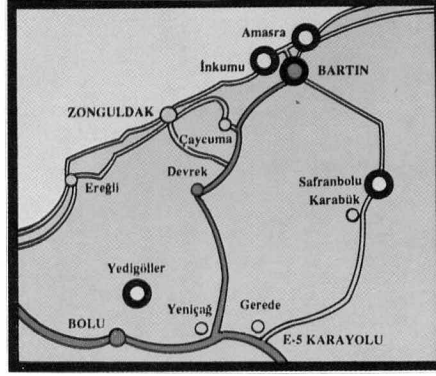 Amasra
İnkumu
BARTIN
ZONGULDAK
Çaycuma
Devrek
Ereğli
Safranbolu
Karabük
Yedigöller
BOLU
Yeniçağ
Gerede
E-5 KARAYOLU